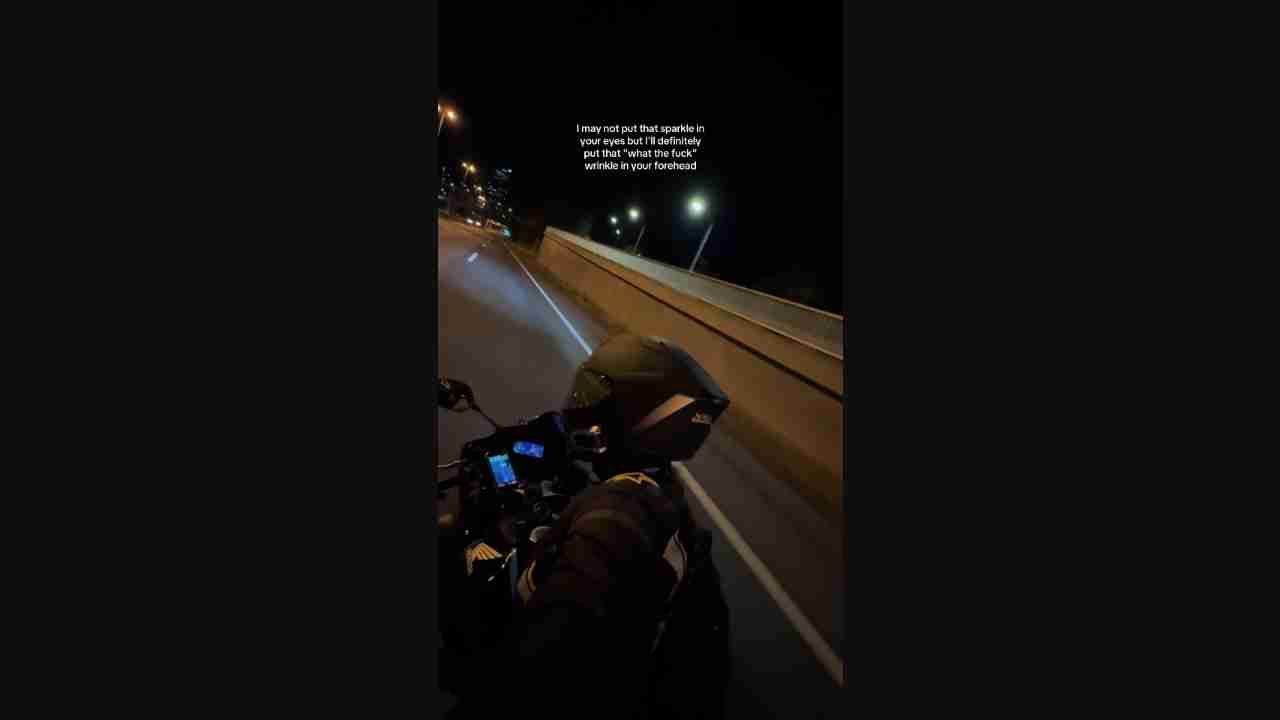 I may not put that sparkle in
your eyes but I'll definitely
put that "what the fuck"
wrinkle in your forehead